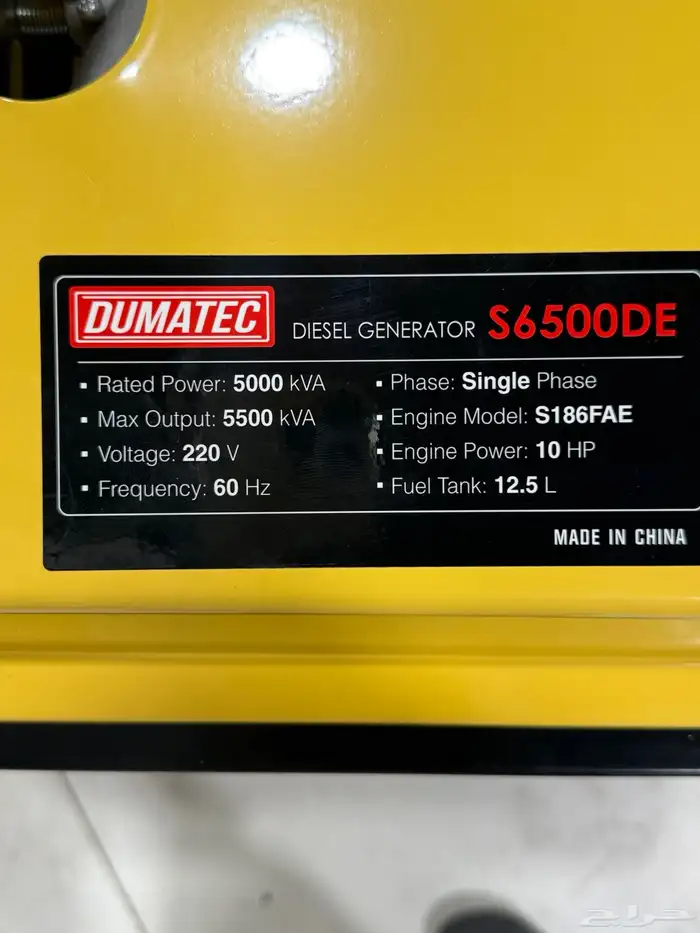 DUMATEC DIESEL GENERATOR S6500DE
▪ Rated Power: 5000 kVA
▪ Max Output: 5500 kVA
▪ Voltage: 220 V
▪ Frequency: 60 Hz
▪ Phase: Single Phase
▪ Engine Model: S186FAE
▪ Engine Power: 10 HP
▪ Fuel Tank: 12.5 L
MADE IN CHINA
حراج